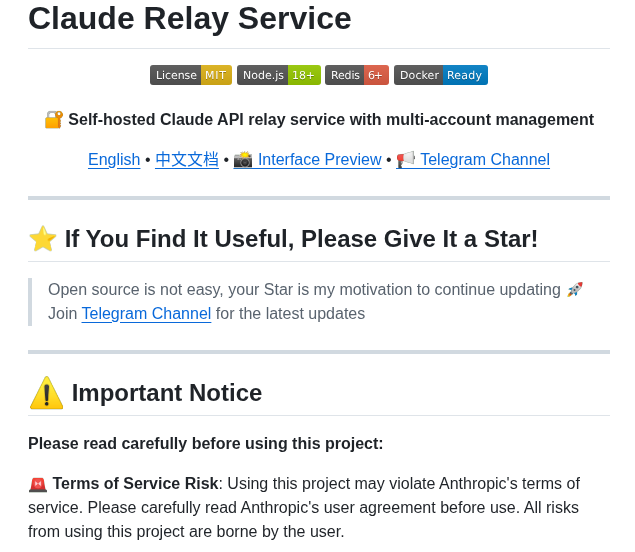 Claude Relay Service
License MIT Node.js 18+ Redis 6+ Docker Ready
🔐 Self-hosted Claude API relay service with multi-account management
English • 中文文档 • 📸 Interface Preview • 📢 Telegram Channel
⭐ If You Find It Useful, Please Give It a Star!
Open source is not easy, your Star is my motivation to continue updating 🚀
Join Telegram Channel for the latest updates
⚠️ Important Notice
Please read carefully before using this project:
🚨 Terms of Service Risk: Using this project may violate Anthropic's terms of
service. Please carefully read Anthropic's user agreement before use. All risks
from using this project are borne by the user.